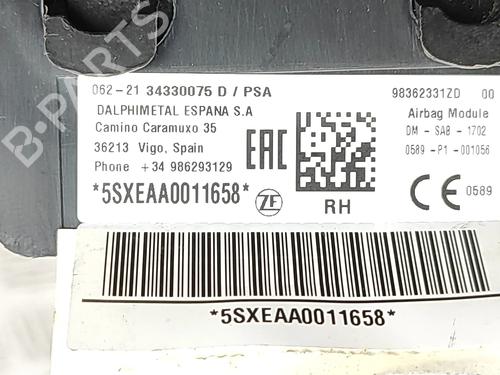 B-PARTS
062-21 34330075 D / PSA
98362331ZD 00
DALPHIMETAL ESPANA S.A
Camino Caramuxo 35
36213 Vigo, Spain
Phone +34 986293129
*5SXEAA0011658*
ZF
EAC
RH
Airbag Module
DM - SAB - 1702
0589 - P1 - 001056
CE 0589
*5SXEAA0011658*